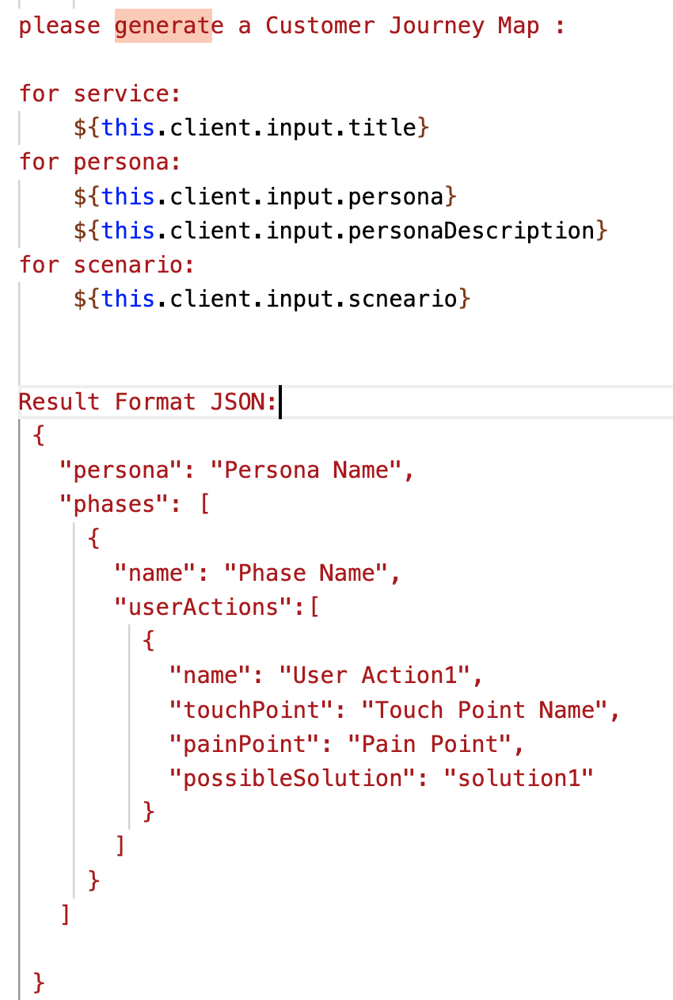 please generate a Customer Journey Map :
for service:
${this.client.input.title}
for persona:
${this.client.input.persona}
${this.client.input.personaDescription}
for scenario:
${this.client.input.scneario}
Result Format JSON:
{
"persona": "Persona Name",
"phases": [
{
"name": "Phase Name",
"userActions":[
{
"name": "User Action1",
"touchPoint": "Touch Point Name",
"painPoint": "Pain Point",
"possibleSolution": "solution1"
}
]
}
]
}